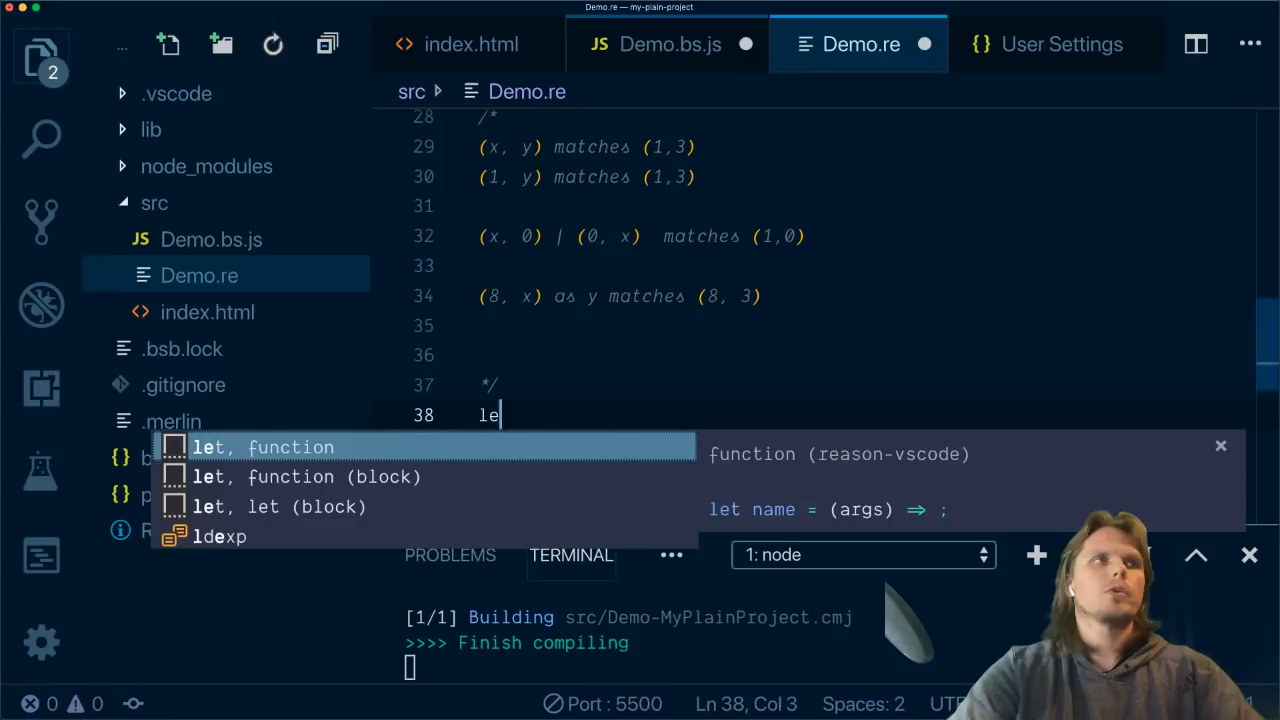 Demo.re — my-plain-project
2
...
index.html
JS Demo.bs.js
Demo.re
{} User Settings
...
src
Demo.re
.vscode
lib
node_modules
src
JS Demo.bs.js
Demo.re
index.html
.bsb.lock
.gitignore
.merlin
{} b
{} p
R
28 /*
29 (x, y) matches (1,3)
30 (1, y) matches (1,3)
31
32 (x, 0) | (0, x) matches (1,0)
33
34 (8, x) as y matches (8, 3)
35
36
37 */
38 le
let, function
let, function (block)
let, let (block)
ldexp
function (reason-vscode)
let name = (args) => ;
PROBLEMS TERMINAL ... 1: node
[1/1] Building src/Demo-MyPlainProject.cmj
>>>> Finish compiling
0 0 Port : 5500 Ln 38, Col 3 Spaces: 2